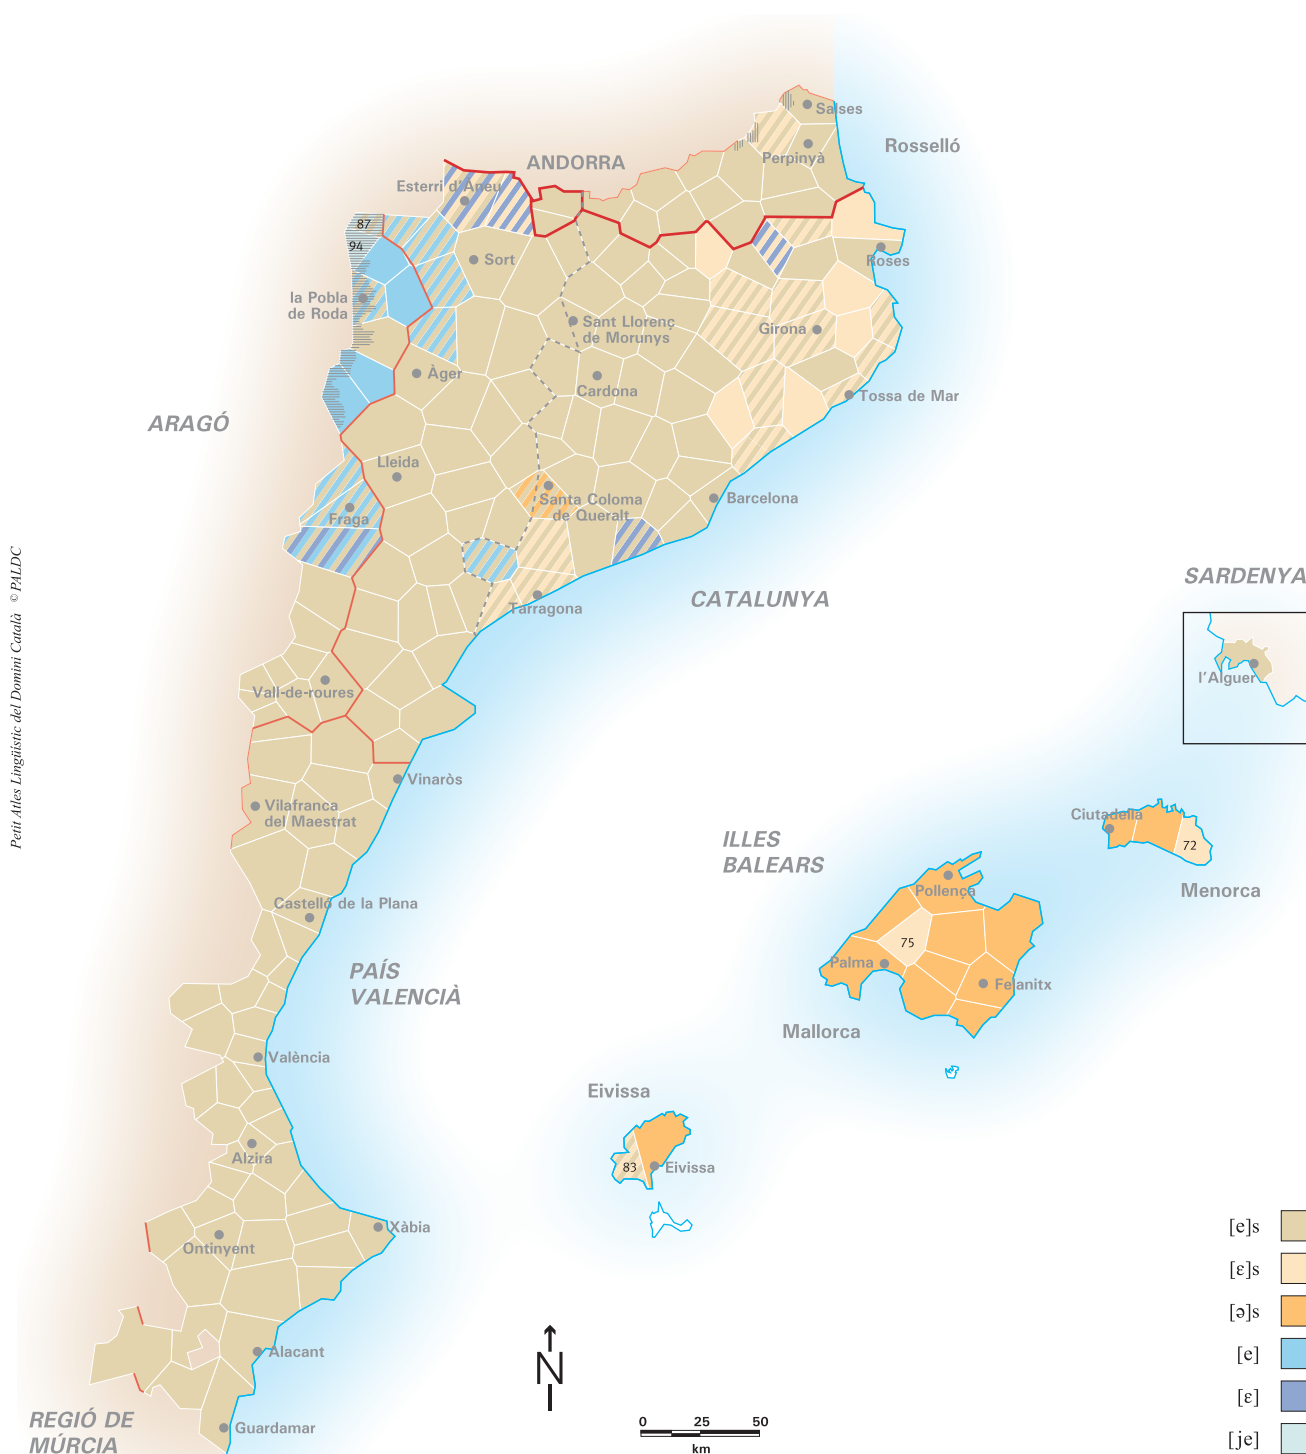 Salses
Rosselló
Perpinyà
ANDORRA
Esterri d'Àneu
87
94
Sort
Roses
la Pobla
de Roda
Sant Llorenç
de Morunys
Girona
Àger
Cardona
Tossa de Mar
ARAGÓ
Lleida
Santa Coloma
de Queralt
Barcelona
Fraga
Petit Atles Lingüístic del Domini Català © PALDC
SARDENYA
CATALUNYA
Tarragona
l'Alguer
Vall-de-roures
Vinaròs
Vilafranca
del Maestrat
Ciutadella
72
ILLES
BALEARS
Pollença
Menorca
Castelló de la Plana
75
Palma
PAÍS
VALENCIÀ
Felanitx
Mallorca
València
Eivissa
Alzira
83
Eivissa
Xàbia
Ontinyent
[e]s
[ɛ]s
[ə]s
N
Alacant
[e]
[ɛ]
REGIÓ DE
MÚRCIA
Guardamar
0 25 50
km
[je]